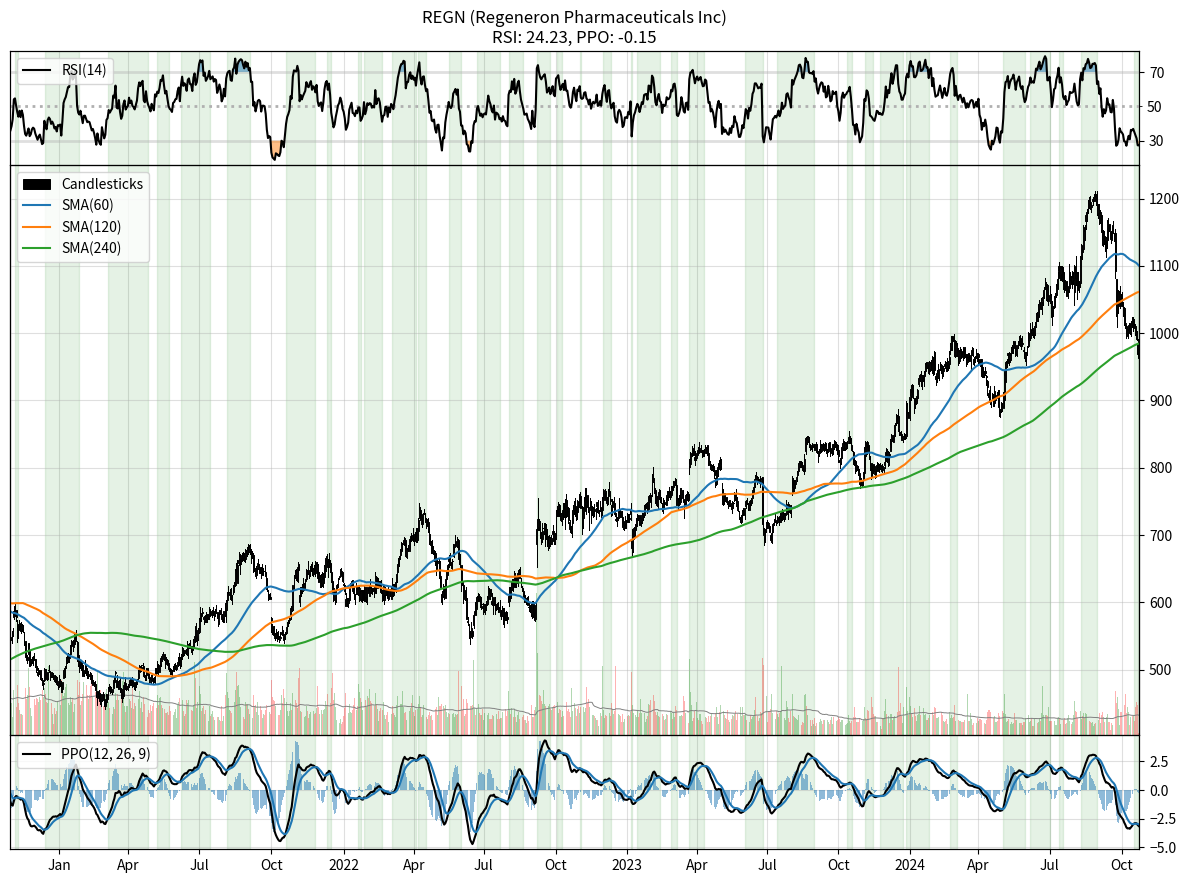 REGN (Regeneron Pharmaceuticals Inc)
RSI: 24.23, PPO: -0.15
RSI(14)
70
50
30
Candlesticks
SMA(60)
SMA(120)
SMA(240)
1200
1100
1000
900
800
700
600
500
PPO(12, 26, 9)
2.5
0.0
−2.5
−5.0
Jan Apr Jul Oct 2022 Apr Jul Oct 2023 Apr Jul Oct 2024 Apr Jul Oct